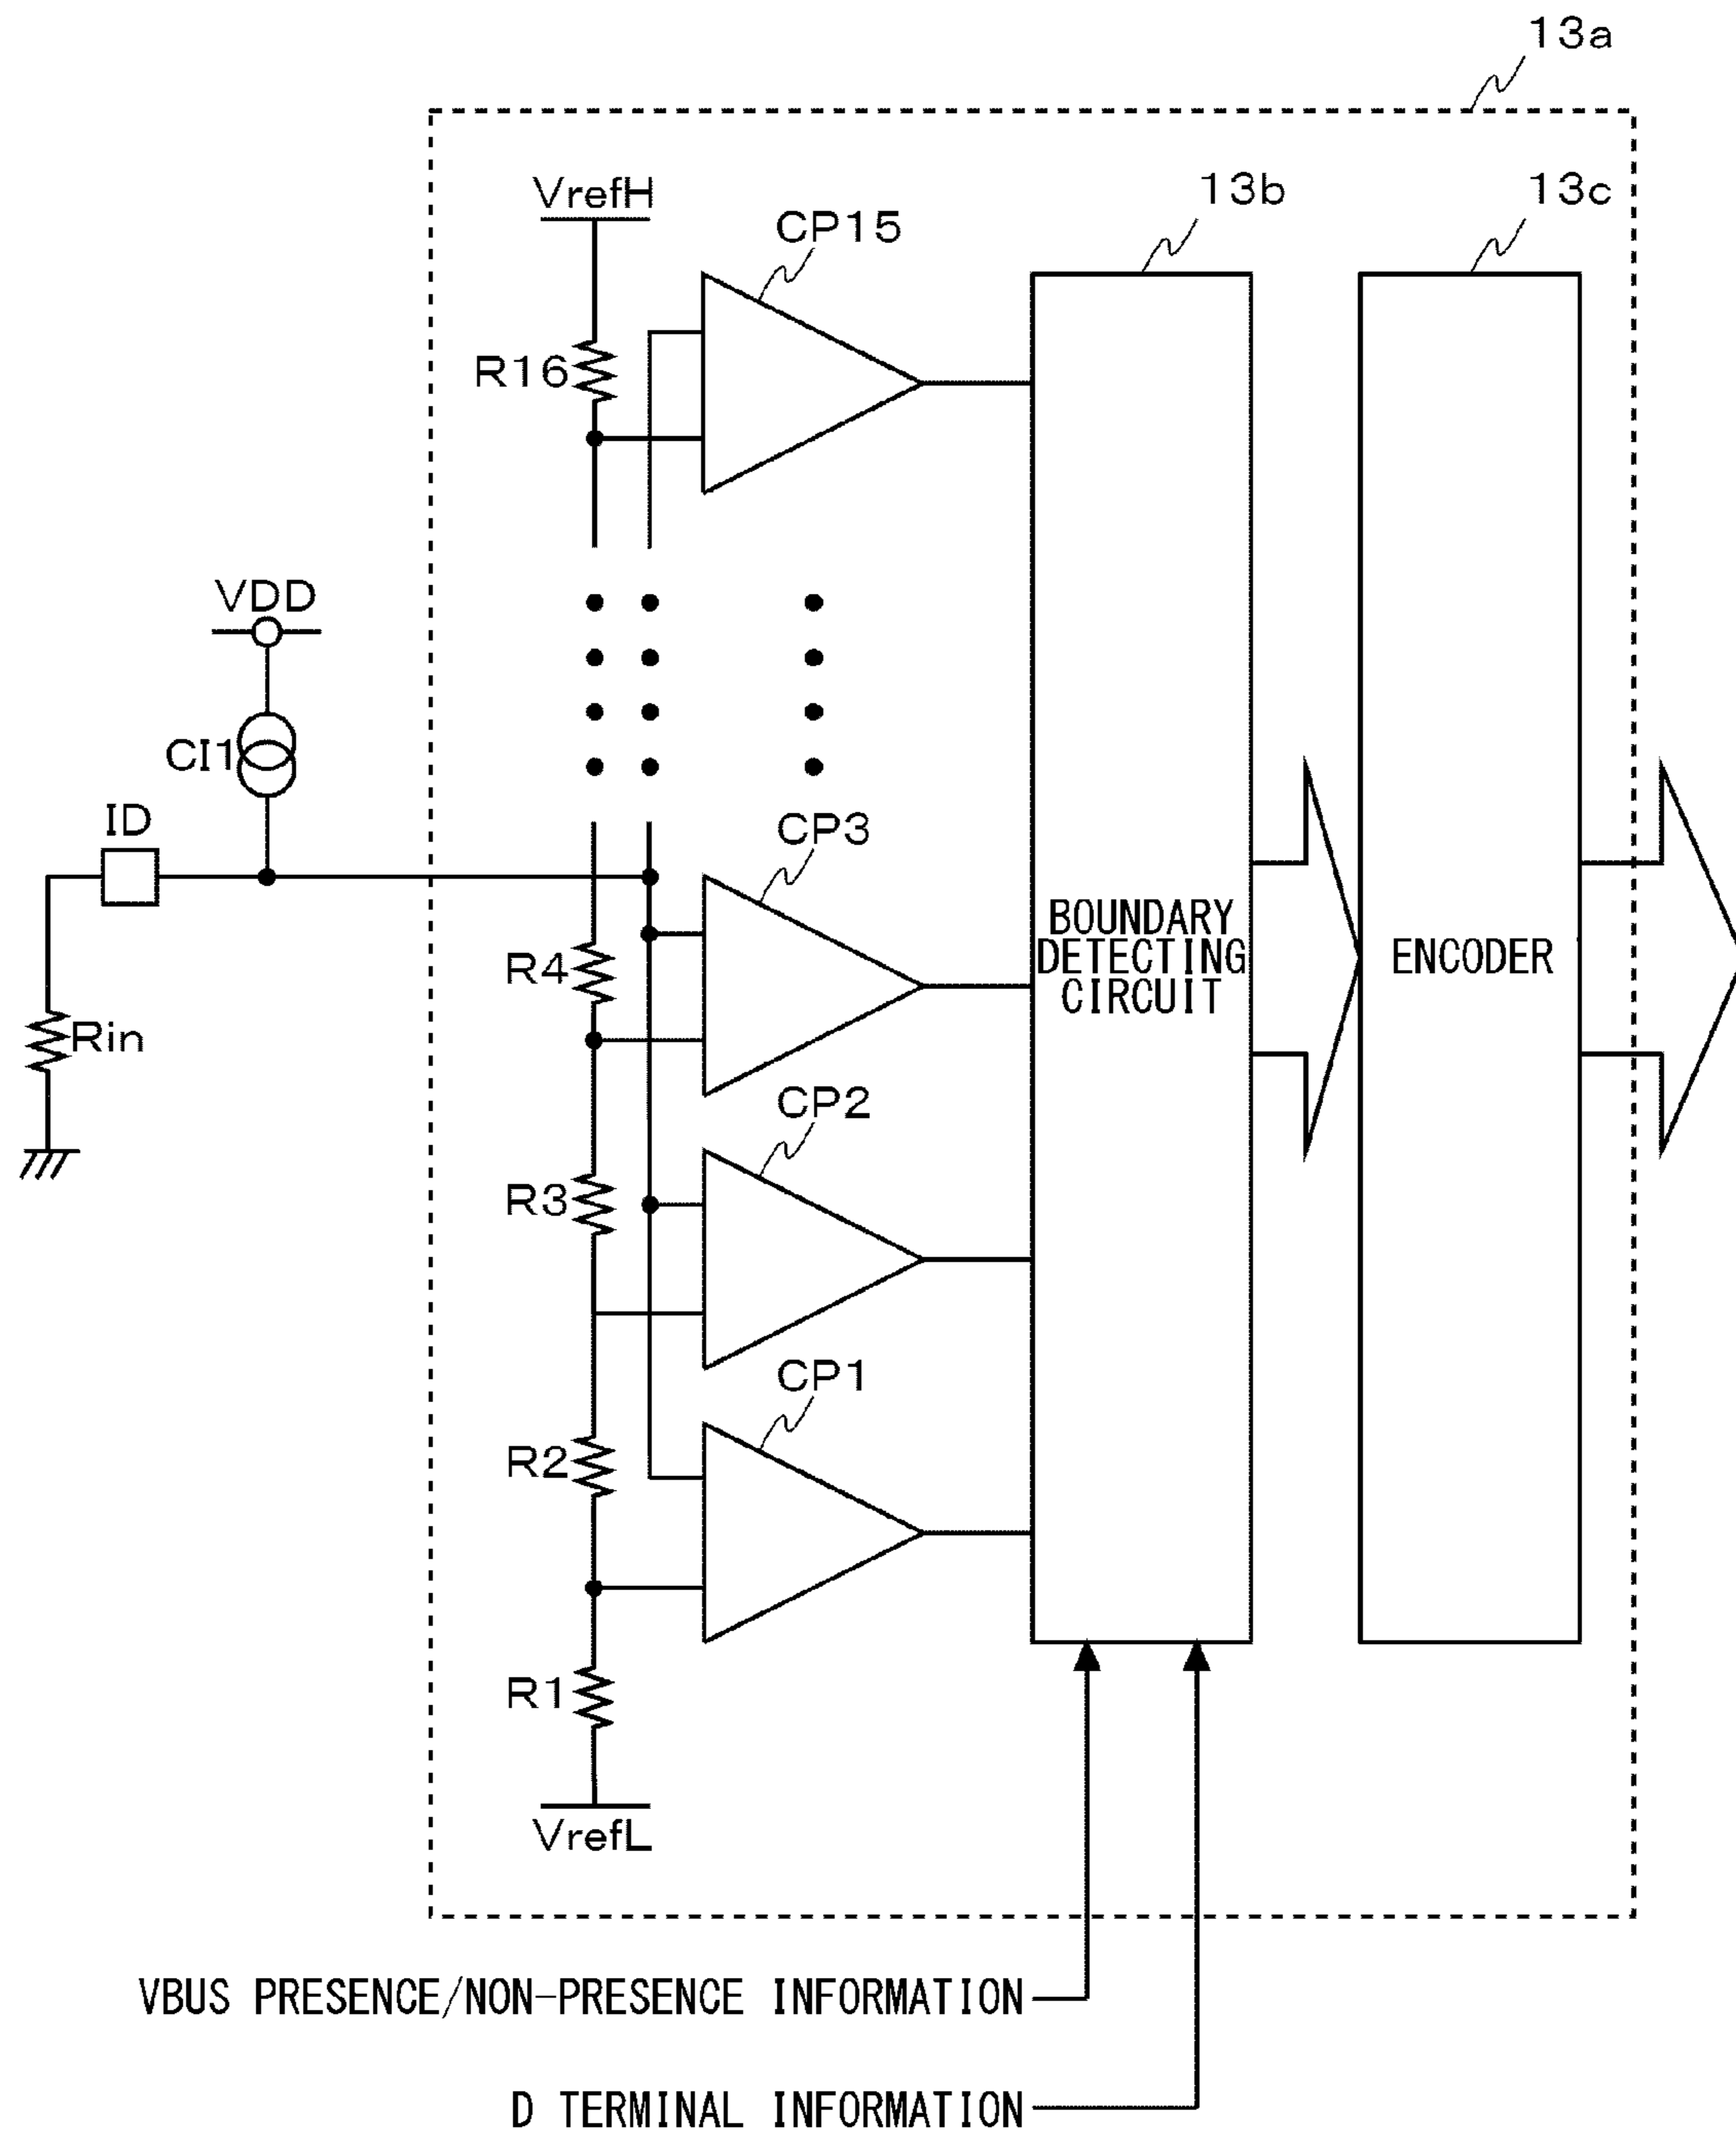 13a
VrefH
CP15
13b
13c
R16
VDD
CI1
ID
CP3
R4
BOUNDARY
DETECTING
CIRCUIT
ENCODER
Rin
CP2
R3
CP1
R2
R1
VrefL
VBUS PRESENCE/NON-PRESENCE INFORMATION
D TERMINAL INFORMATION